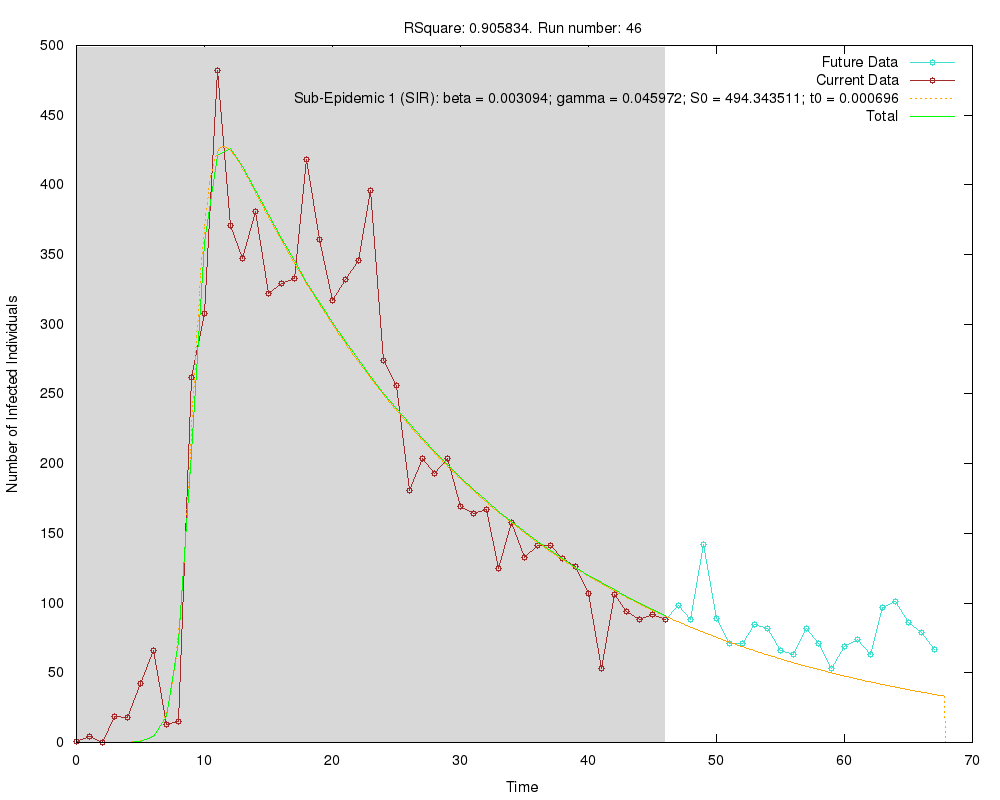 RSquare: 0.905834. Run number: 46
Future Data
Current Data
Sub-Epidemic 1 (SIR): beta = 0.003094; gamma = 0.045972; S0 = 494.343511; t0 = 0.000696
Total
500
450
400
350
300
250
200
150
100
50
0
Number of Infected Individuals
0 10 20 30 40 50 60 70
Time